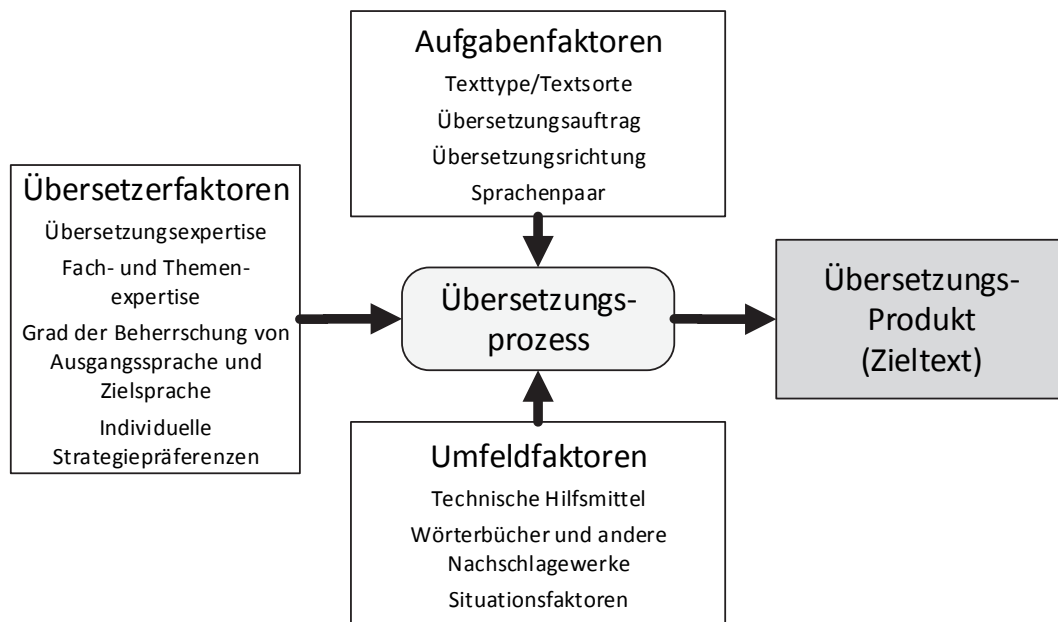 Aufgabenfaktoren
Texttype/Textsorte
Übersetzungsauftrag
Übersetzungsrichtung
Sprachenpaar
Übersetzerfaktoren
Übersetzungsexpertise
Fach- und Themen-
expertise
Grad der Beherrschung von
Ausgangssprache und
Zielsprache
Individuelle
Strategiepräferenzen
Übersetzungs-
prozess
Übersetzungs-
Produkt
(Zieltext)
Umfeldfaktoren
Technische Hilfsmittel
Wörterbücher und andere
Nachschlagewerke
Situationsfaktoren